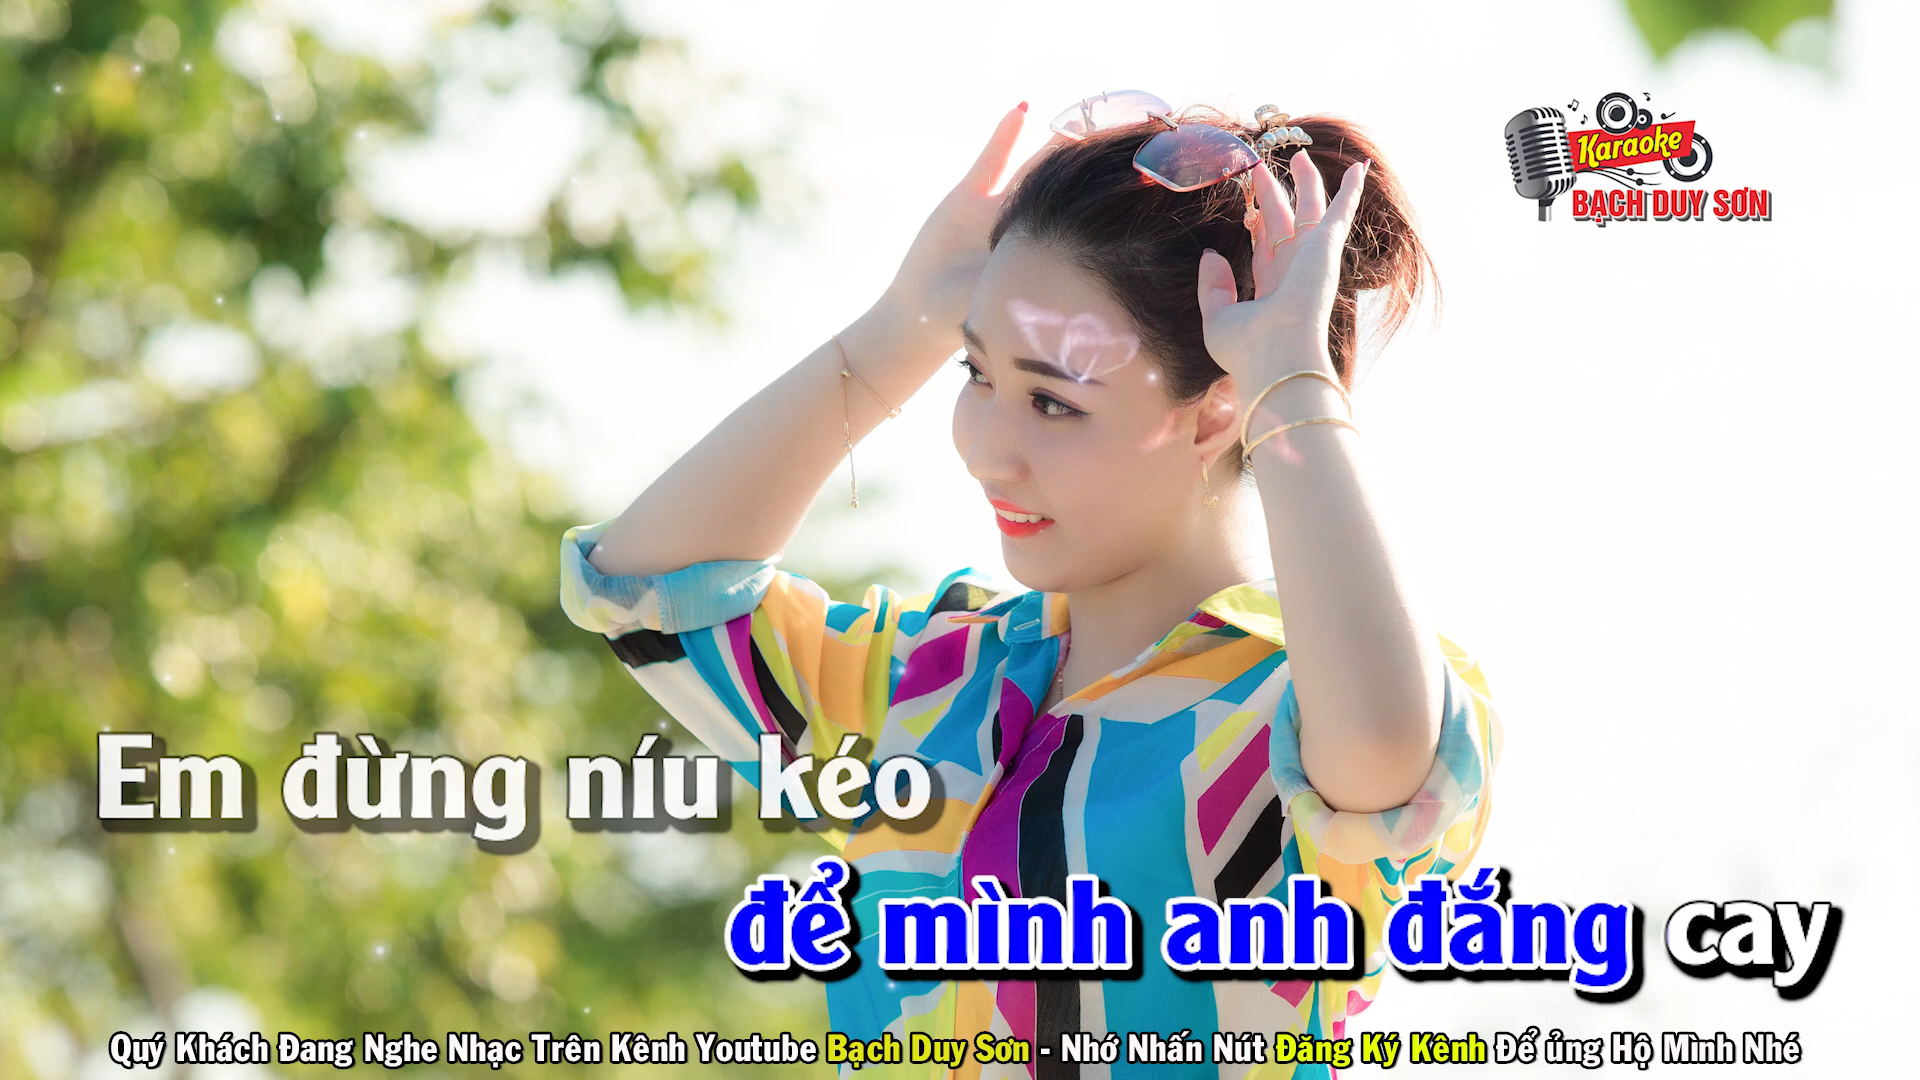 Karaoke
BẠCH DUY SƠN
Em đừng níu kéo
để mình anh đắng cay
Quý Khách Đang Nghe Nhạc Trên Kênh Youtube Bạch Duy Sơn - Nhớ Nhấn Nút Đăng Ký Kênh Để ủng Hộ Mình Nhé